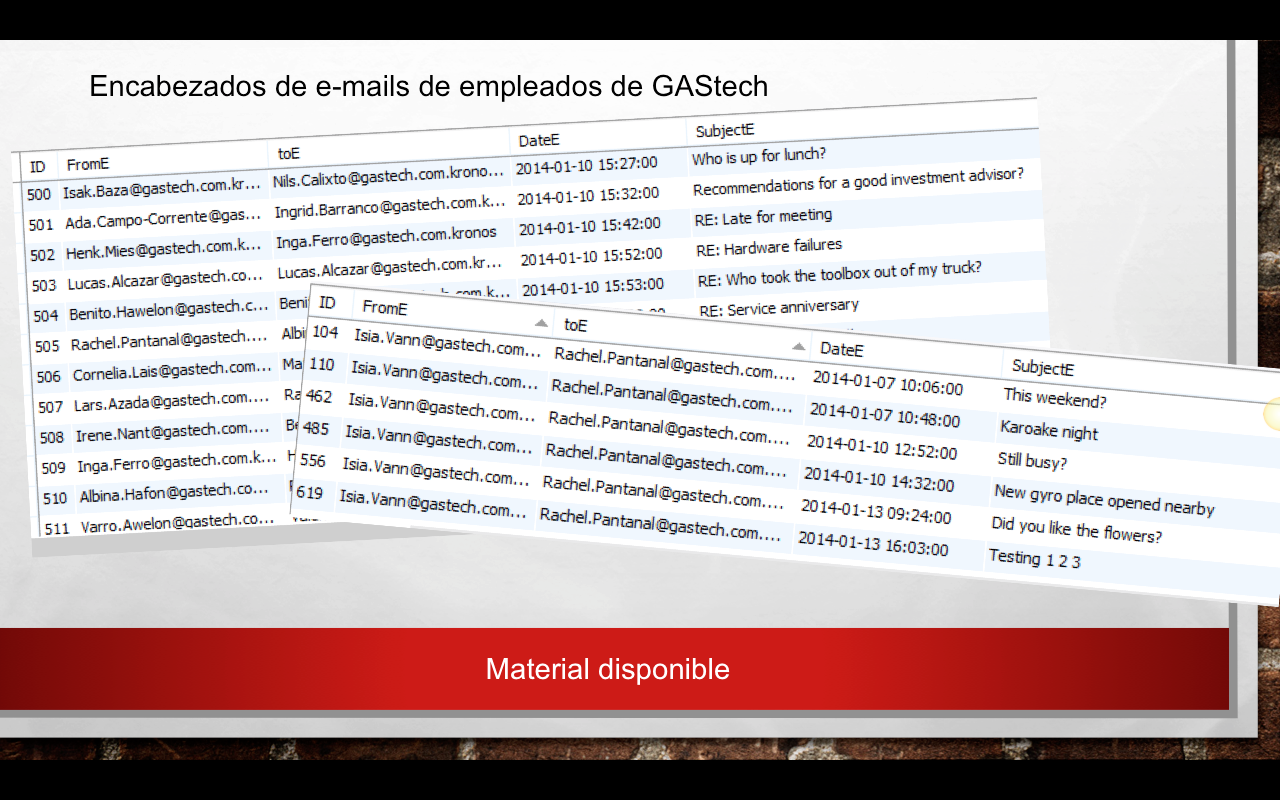 Encabezados de e-mails de empleados de GAStech
ID FromE toE DateE SubjectE
500 Isak.Baza@gastech.com.kr... Nils.Calixto@gastech.com.krono... 2014-01-10 15:27:00 Who is up for lunch?
501 Ada.Campo-Corrente@gas... Ingrid.Barranco@gastech.com.k... 2014-01-10 15:32:00 Recommendations for a good investment advisor?
502 Henk.Mies@gastech.com.k... Inga.Ferro@gastech.com.kronos 2014-01-10 15:42:00 RE: Late for meeting
503 Lucas.Alcazar@gastech.co... Lucas.Alcazar@gastech.com.kr... 2014-01-10 15:52:00 RE: Hardware failures
504 Benito.Hawelon@gastech.c... Beni 2014-01-10 15:53:00 RE: Who took the toolbox out of my truck?
505 Rachel.Pantanal@gastech.... Albi RE: Service anniversary
506 Cornelia.Lais@gastech.com... Ma
507 Lars.Azada@gastech.com.... Ra
508 Irene.Nant@gastech.com.... Be
509 Inga.Ferro@gastech.com.k... H
510 Albina.Hafon@gastech.co...
511 Varro.Awelon@gastech.co...
ID FromE toE DateE SubjectE
104 Isia.Vann@gastech.com... Rachel.Pantanal@gastech.com.... 2014-01-07 10:06:00 This weekend?
110 Isia.Vann@gastech.com... Rachel.Pantanal@gastech.com.... 2014-01-07 10:48:00 Karoake night
462 Isia.Vann@gastech.com... Rachel.Pantanal@gastech.com.... 2014-01-10 12:52:00 Still busy?
485 Isia.Vann@gastech.com... Rachel.Pantanal@gastech.com.... 2014-01-10 14:32:00 New gyro place opened nearby
556 Isia.Vann@gastech.com... Rachel.Pantanal@gastech.com.... 2014-01-13 09:24:00 Did you like the flowers?
619 Isia.Vann@gastech.com... Rachel.Pantanal@gastech.com.... 2014-01-13 16:03:00 Testing 1 2 3
Material disponible